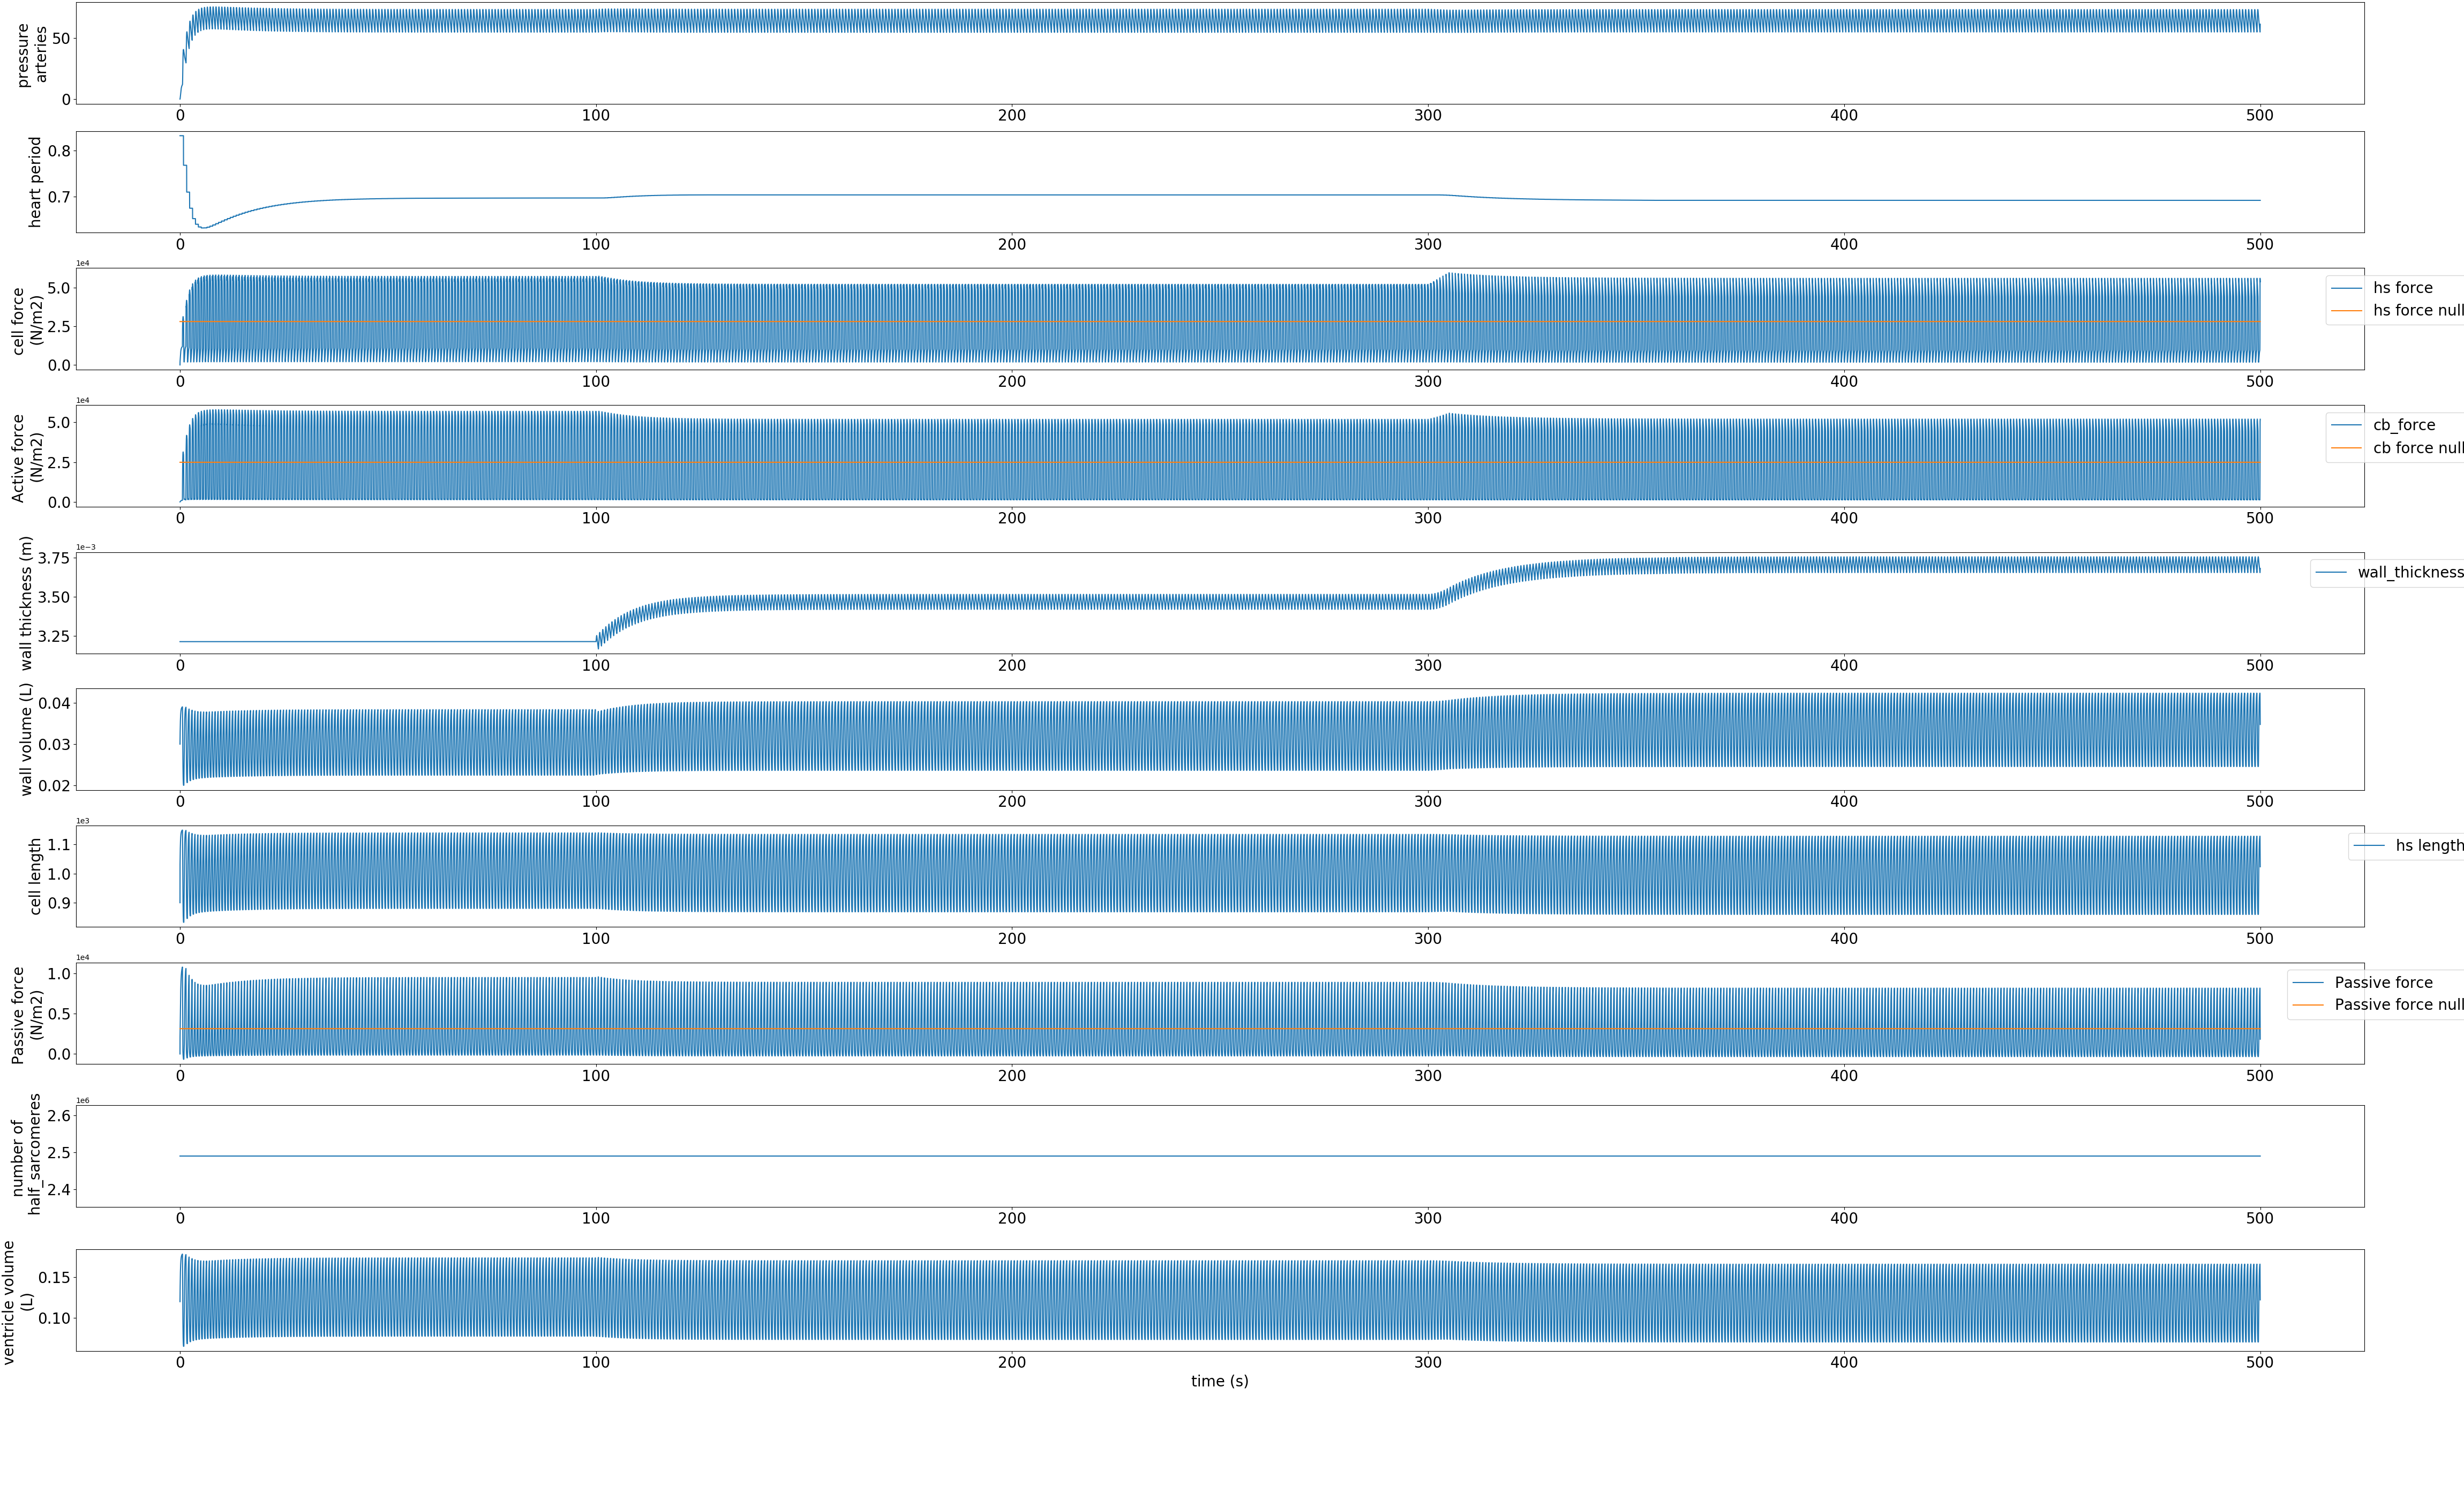 pressure
arteries
50
0
0 100 200 300 400 500
heart period
0.8
0.7
0 100 200 300 400 500
cell force
(N/m2)
1e4
5.0
2.5
0.0
hs force
hs force null
0 100 200 300 400 500
Active force
(N/m2)
1e4
5.0
2.5
0.0
cb_force
cb force null
0 100 200 300 400 500
wall thickness (m)
1e−3
3.75
3.50
3.25
wall_thickness
0 100 200 300 400 500
wall volume (L)
0.04
0.03
0.02
0 100 200 300 400 500
cell length
1e3
1.1
1.0
0.9
hs length
0 100 200 300 400 500
Passive force
(N/m2)
1e4
1.0
0.5
0.0
Passive force
Passive force null
0 100 200 300 400 500
number of
half_sarcomeres
1e6
2.6
2.5
2.4
0 100 200 300 400 500
ventricle volume
(L)
0.15
0.10
0 100 200 300 400 500
time (s)